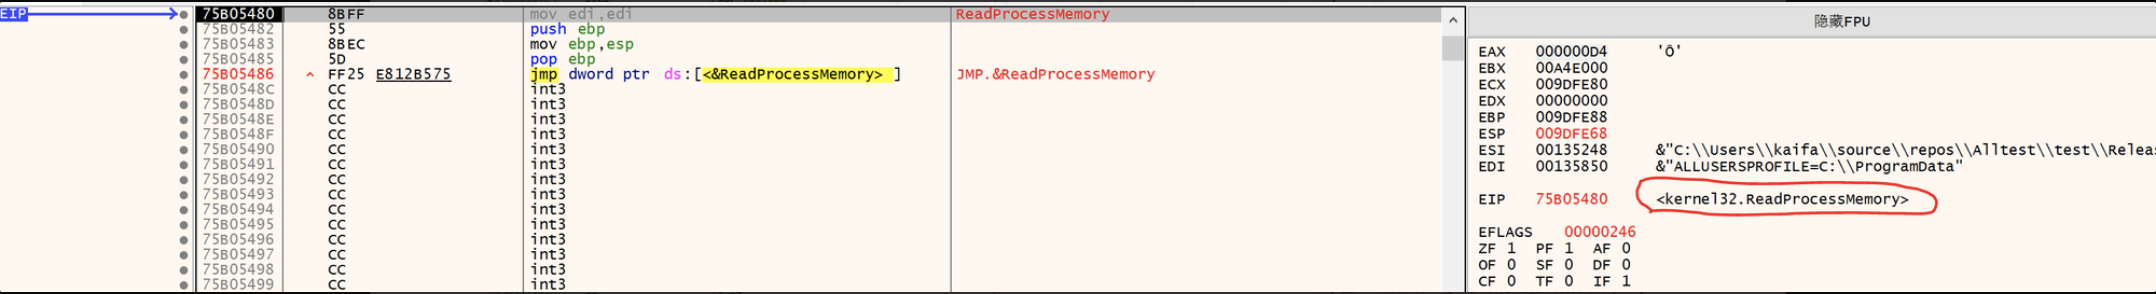 EIP 75B05480 8BFF mov edi,edi ReadProcessMemory
75B05482 55 push ebp
75B05483 8BEC mov ebp,esp
75B05485 5D pop ebp
75B05486 ^ FF25 E812B575 jmp dword ptr ds:[<&ReadProcessMemory>] JMP.&ReadProcessMemory
75B0548C CC int3
75B0548D CC int3
75B0548E CC int3
75B0548F CC int3
75B05490 CC int3
75B05491 CC int3
75B05492 CC int3
75B05493 CC int3
75B05494 CC int3
75B05495 CC int3
75B05496 CC int3
75B05497 CC int3
75B05498 CC int3
75B05499 CC int3
隐藏FPU
EAX 000000D4 'Ô'
EBX 00A4E000
ECX 009DFE80
EDX 00000000
EBP 009DFE88
ESP 009DFE68
ESI 00135248 &"C:\\Users\\kaifa\\source\\repos\\Alltest\\test\\Relea
EDI 00135850 &"ALLUSERSPROFILE=C:\\ProgramData"
EIP 75B05480 <kernel32.ReadProcessMemory>
EFLAGS 00000246
ZF 1 PF 1 AF 0
OF 0 SF 0 DF 0
CF 0 TF 0 IF 1